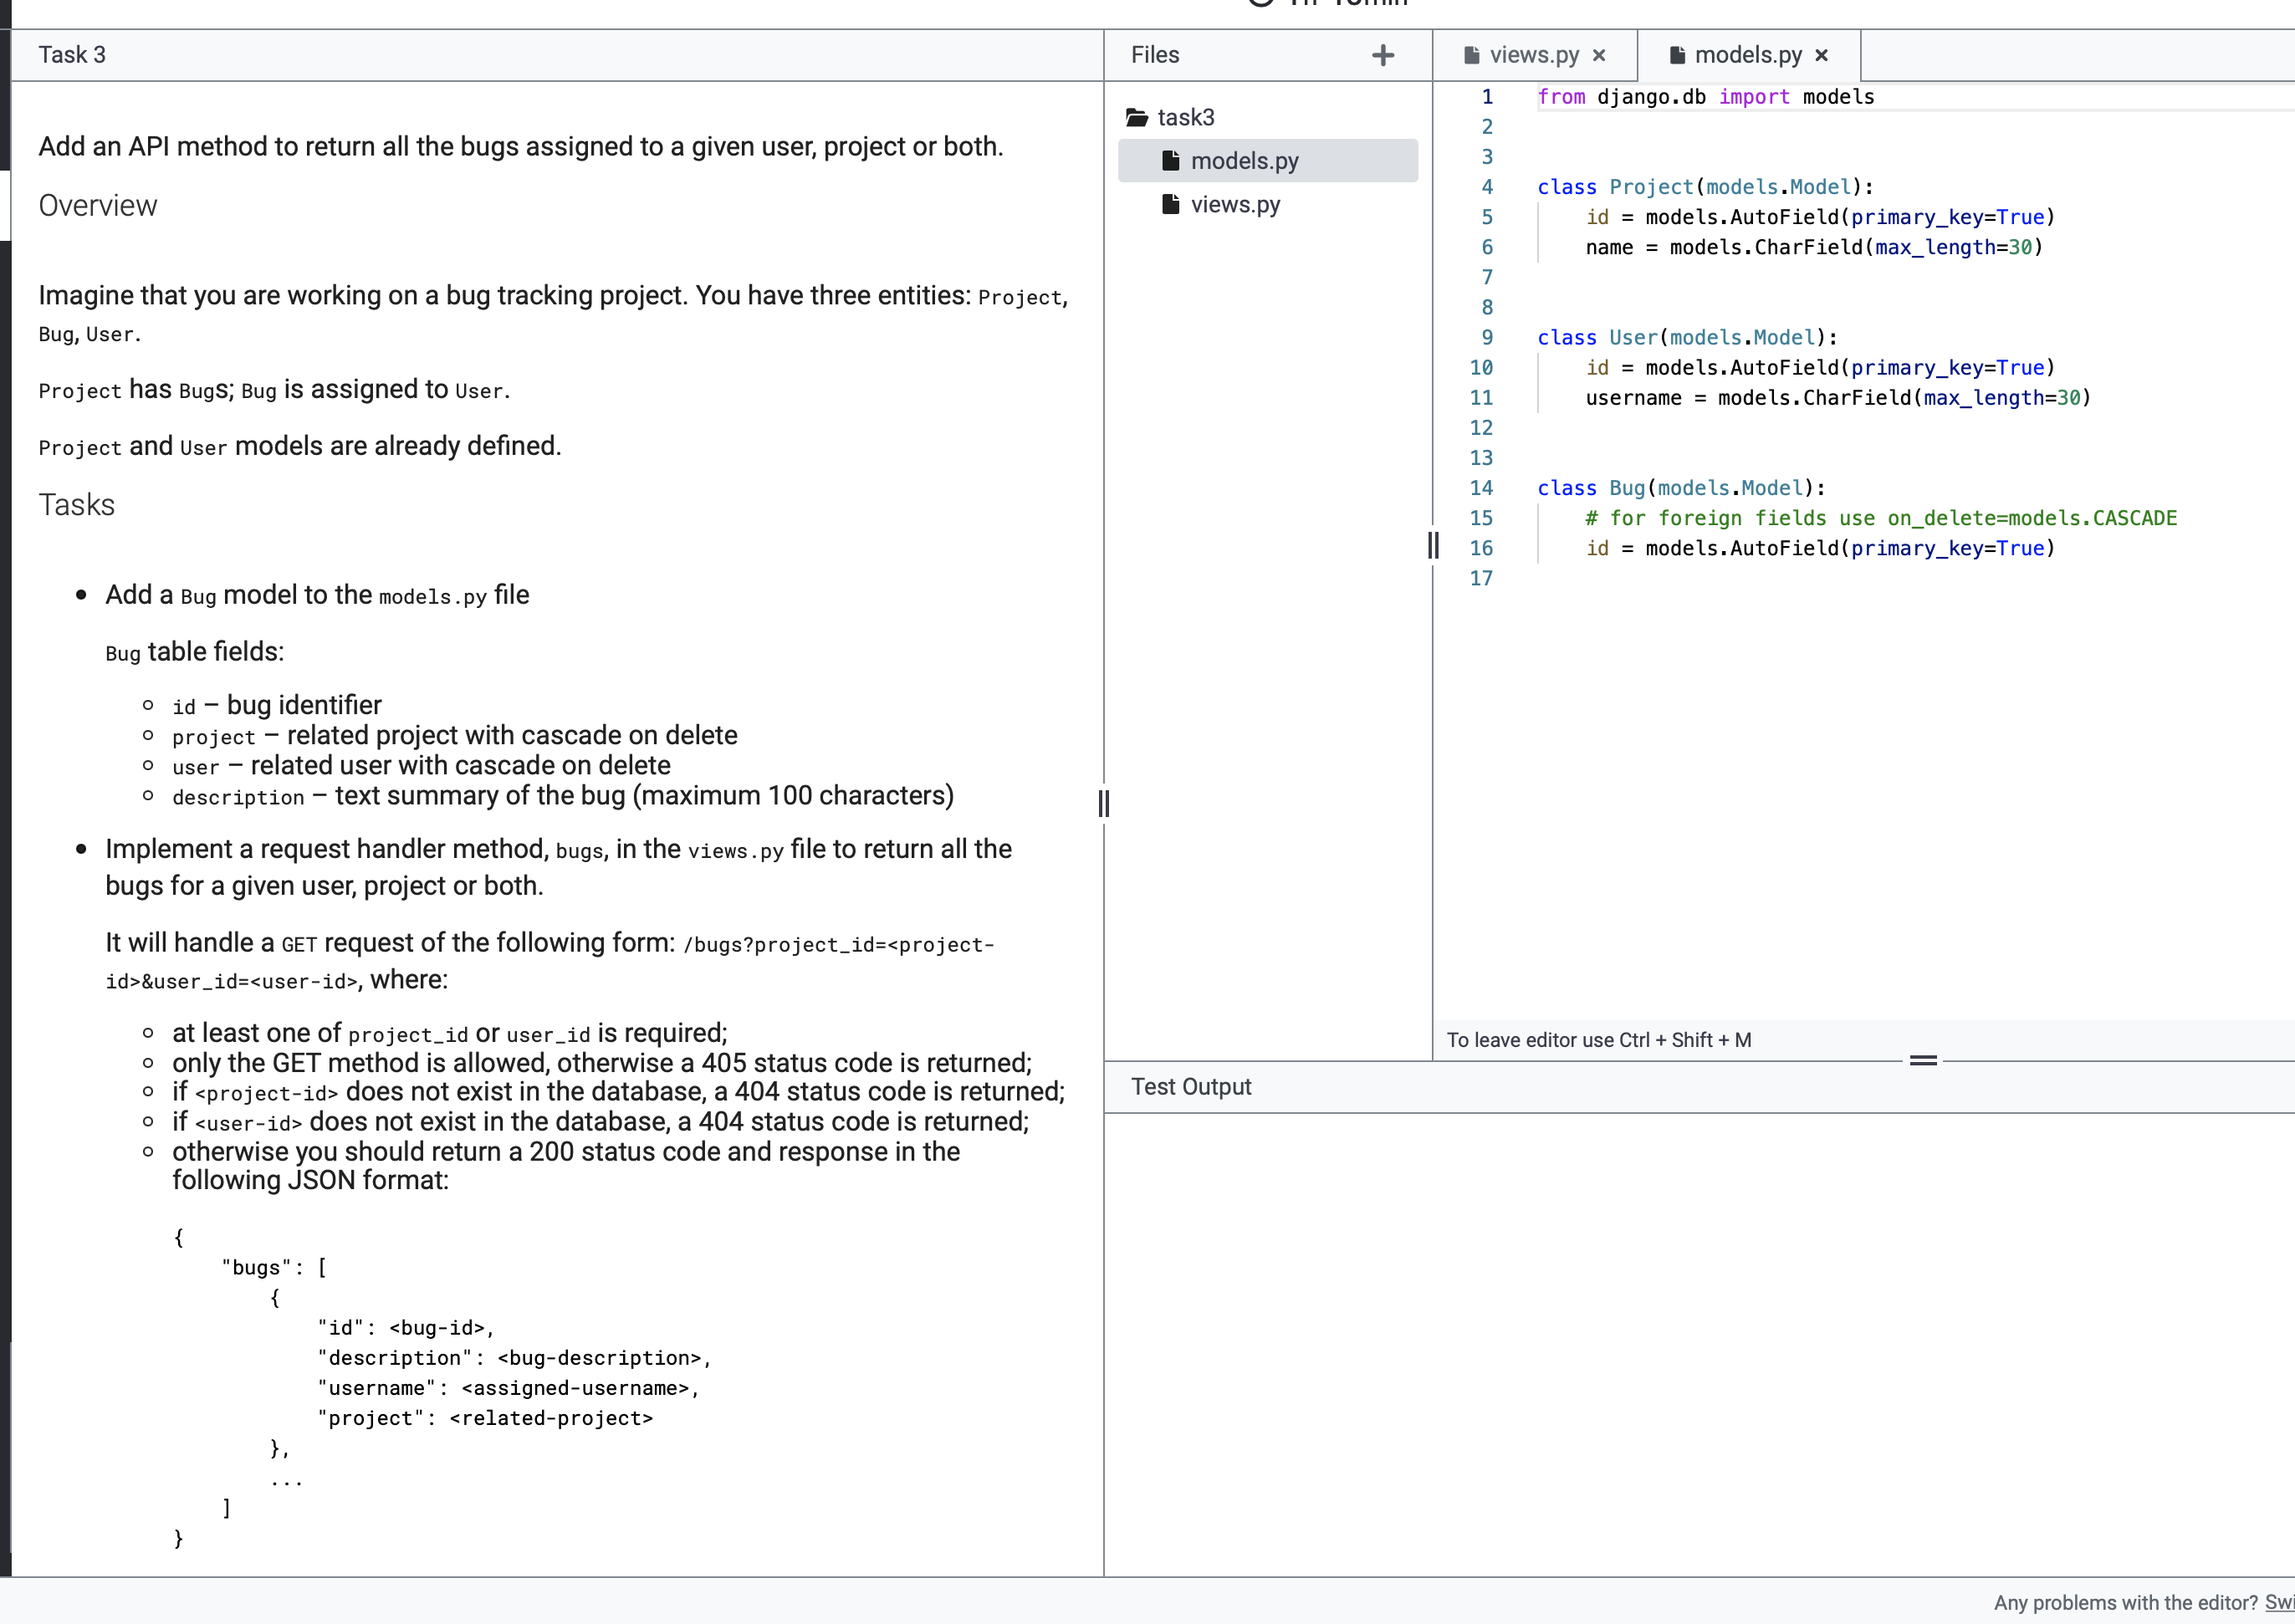 Task 3
Add an API method to return all the bugs assigned to a given user, project or both.
Overview
Imagine that you are working on a bug tracking project. You have three entities: Project,
Bug, User.
Project has Bugs; Bug is assigned to User.
Project and User models are already defined.
Tasks
• Add a Bug model to the models.py file
Bug table fields:
◦ id – bug identifier
◦ project – related project with cascade on delete
◦ user – related user with cascade on delete
◦ description – text summary of the bug (maximum 100 characters)
• Implement a request handler method, bugs, in the views.py file to return all the
bugs for a given user, project or both.
It will handle a GET request of the following form: /bugs?project_id=<project-
id>&user_id=<user-id>, where:
◦ at least one of project_id or user_id is required;
◦ only the GET method is allowed, otherwise a 405 status code is returned;
◦ if <project-id> does not exist in the database, a 404 status code is returned;
◦ if <user-id> does not exist in the database, a 404 status code is returned;
◦ otherwise you should return a 200 status code and response in the
following JSON format:
{
    "bugs": [
        {
            "id": <bug-id>,
            "description": <bug-description>,
            "username": <assigned-username>,
            "project": <related-project>
        },
        ...
    ]
}
Files +
task3
models.py
views.py
views.py × models.py ×
1 from django.db import models
2
3
4 class Project(models.Model):
5     id = models.AutoField(primary_key=True)
6     name = models.CharField(max_length=30)
7
8
9 class User(models.Model):
10     id = models.AutoField(primary_key=True)
11     username = models.CharField(max_length=30)
12
13
14 class Bug(models.Model):
15     # for foreign fields use on_delete=models.CASCADE
16     id = models.AutoField(primary_key=True)
17
To leave editor use Ctrl + Shift + M
Test Output
Any problems with the editor?